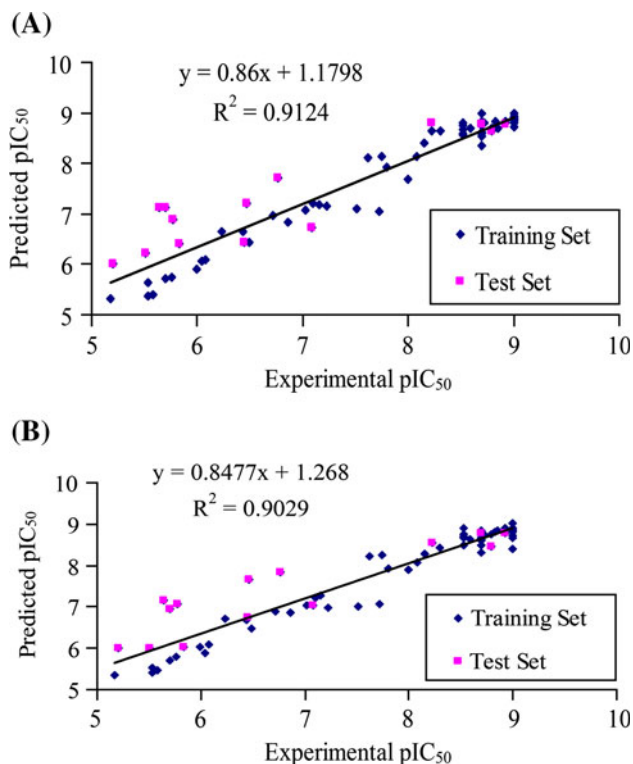 (A)
y = 0.86x + 1.1798
R² = 0.9124
Predicted pIC₅₀
10
9
8
7
6
5
Training Set
Test Set
5 6 7 8 9 10
Experimental pIC₅₀
(B)
y = 0.8477x + 1.268
R² = 0.9029
Predicted pIC₅₀
10
9
8
7
6
5
Training Set
Test Set
5 6 7 8 9 10
Experimental pIC₅₀